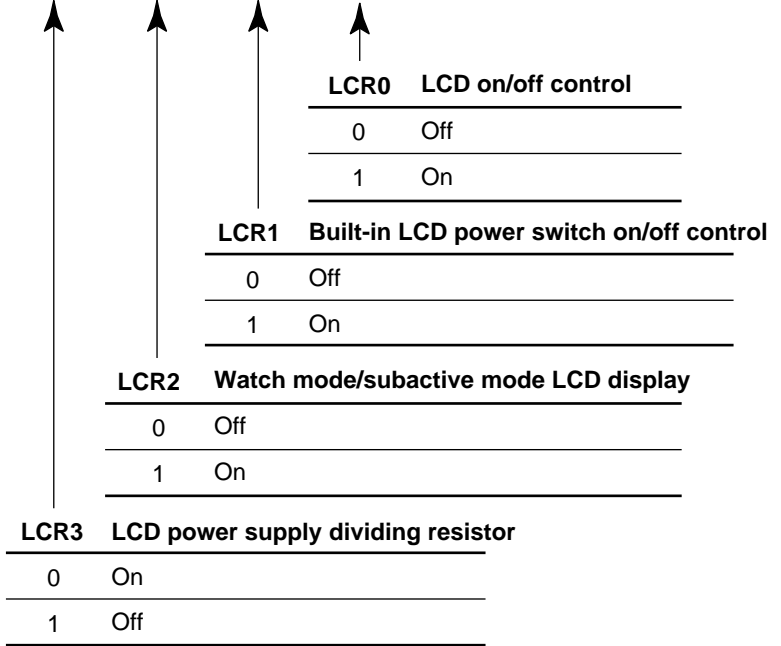 LCR0 LCD on/off control
0 Off
1 On
LCR1 Built-in LCD power switch on/off control
0 Off
1 On
LCR2 Watch mode/subactive mode LCD display
0 Off
1 On
LCR3 LCD power supply dividing resistor
0 On
1 Off